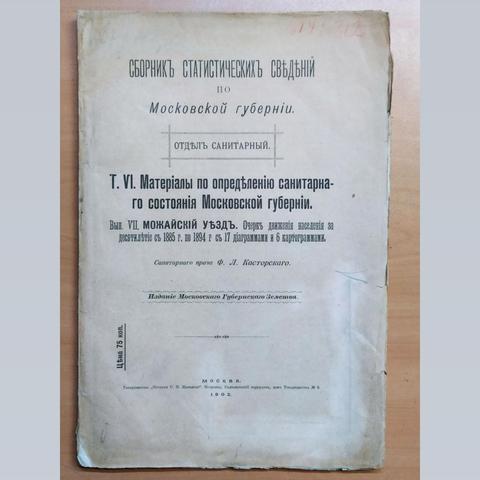 СБОРНИКЪ СТАТИСТИЧЕСКИХЪ СВѢДѢНІЙ
ПО
Московской губерніи.
ОТДѢЛЪ САНИТАРНЫЙ.
Т. VI. Матеріалы по опредѣленію санитарна-
го состоянія Московской губерніи.
Вып. VII. МОЖАЙСКІЙ УѢЗДЪ. Очеркъ движенія населенія за
десятилѣтіе съ 1885 г. по 1894 г съ 17 діаграммами и 6 картограммами.
Санитарнаго врача Ф. Л. Касторскаго.
Изданіе Московскаго Губернскаго Земства.
Цѣна 75 коп.
МОСКВА.
1902.